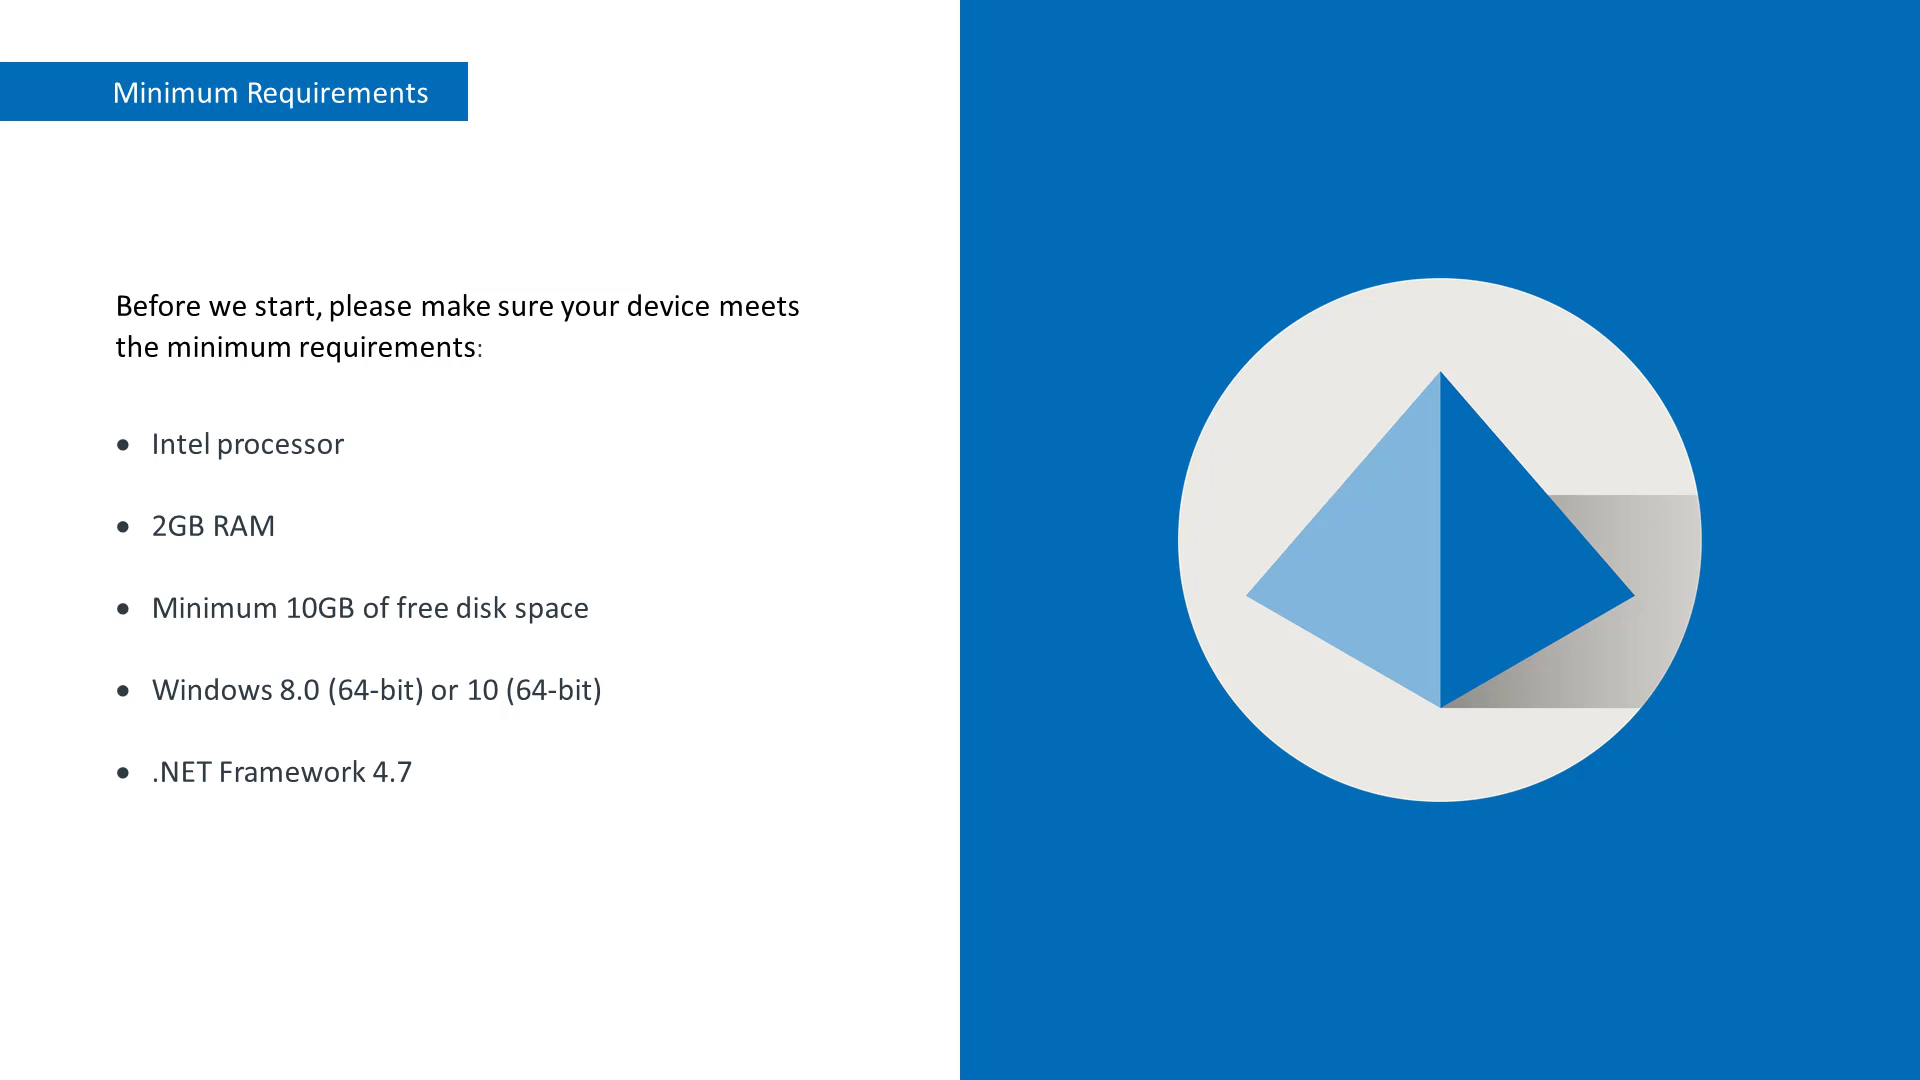 Minimum Requirements
Before we start, please make sure your device meets
the minimum requirements:
• Intel processor
• 2GB RAM
• Minimum 10GB of free disk space
• Windows 8.0 (64-bit) or 10 (64-bit)
• .NET Framework 4.7